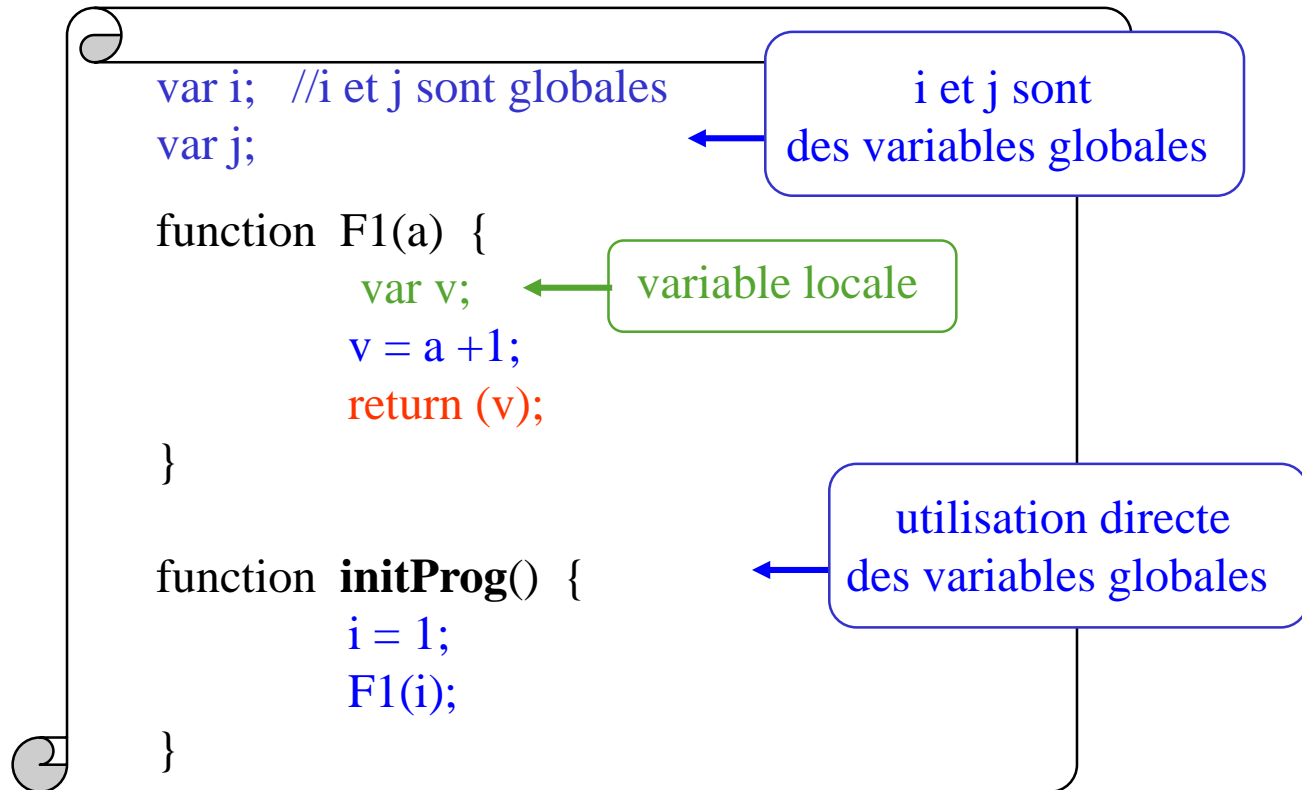 var i; //i et j sont globales
var j;
i et j sont
des variables globales
function F1(a) {
var v;
variable locale
v = a +1;
return (v);
}
function initProg() {
utilisation directe
des variables globales
i = 1;
F1(i);
}